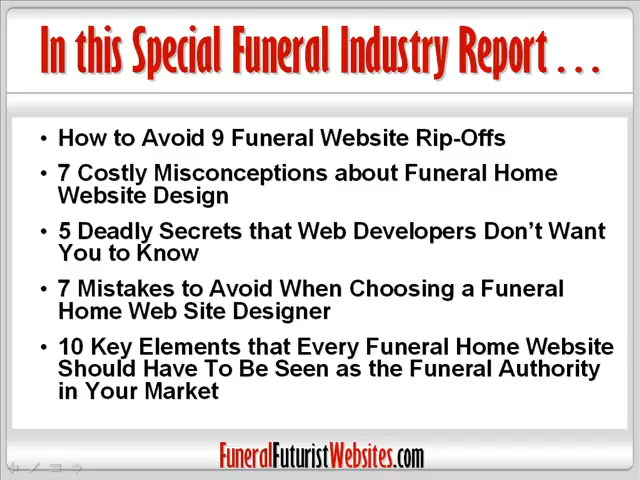 In this Special Funeral Industry Report . . .
• How to Avoid 9 Funeral Website Rip-Offs
• 7 Costly Misconceptions about Funeral Home
Website Design
• 5 Deadly Secrets that Web Developers Don't Want
You to Know
• 7 Mistakes to Avoid When Choosing a Funeral
Home Web Site Designer
• 10 Key Elements that Every Funeral Home Website
Should Have To Be Seen as the Funeral Authority
in Your Market
FuneralFuturistWebsites.com